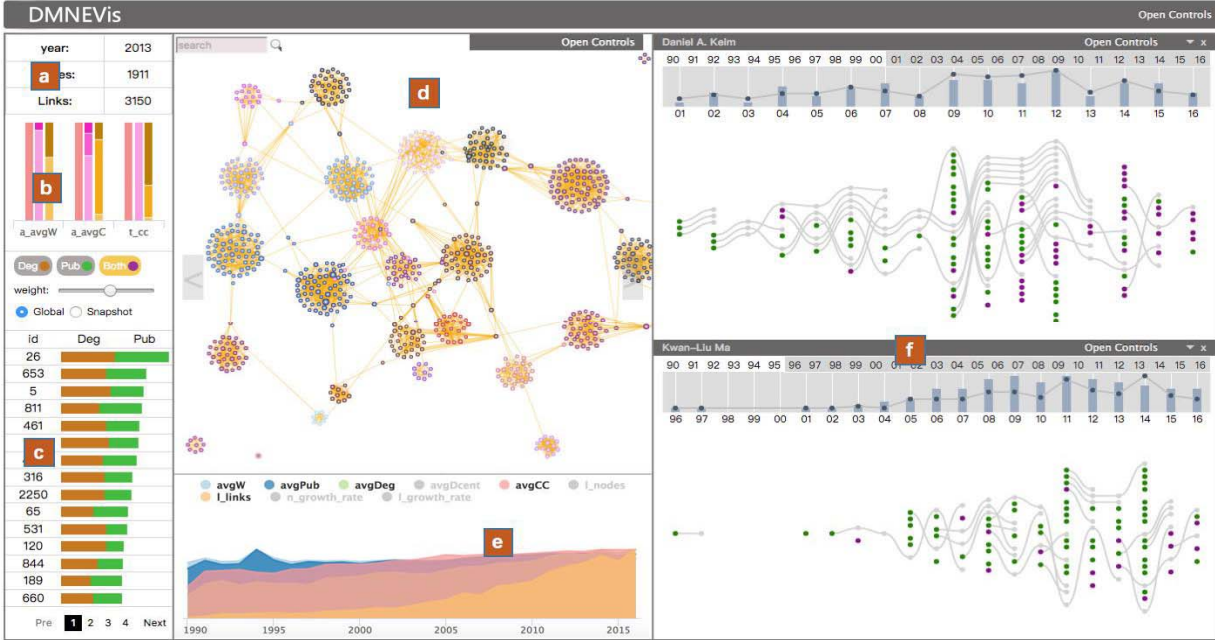 DMNEVis
Open Controls
year: 2013
a es: 1911
Links: 3150
b
a_avgW a_avgC t_cc
Deg Pub Both
weight:
Global Snapshot
id Deg Pub
26
653
5
811
461
c
316
2250
65
531
120
844
189
660
Pre 1 2 3 4 Next
search
Open Controls
d
< >
avgW avgPub avgDeg avgDcent avgCC l_nodes
l_links n_growth_rate l_growth_rate
e
1990 1995 2000 2005 2010 2015
Daniel A. Keim Open Controls x
90 91 92 93 94 95 96 97 98 99 00 01 02 03 04 05 06 07 08 09 10 11 12 13 14 15 16
01 02 03 04 05 06 07 08 09 10 11 12 13 14 15 16
f
Kwan-Liu Ma Open Controls x
90 91 92 93 94 95 96 97 98 99 00 01 02 03 04 05 06 07 08 09 10 11 12 13 14 15 16
96 97 98 99 00 01 02 03 04 05 06 07 08 09 10 11 12 13 14 15 16